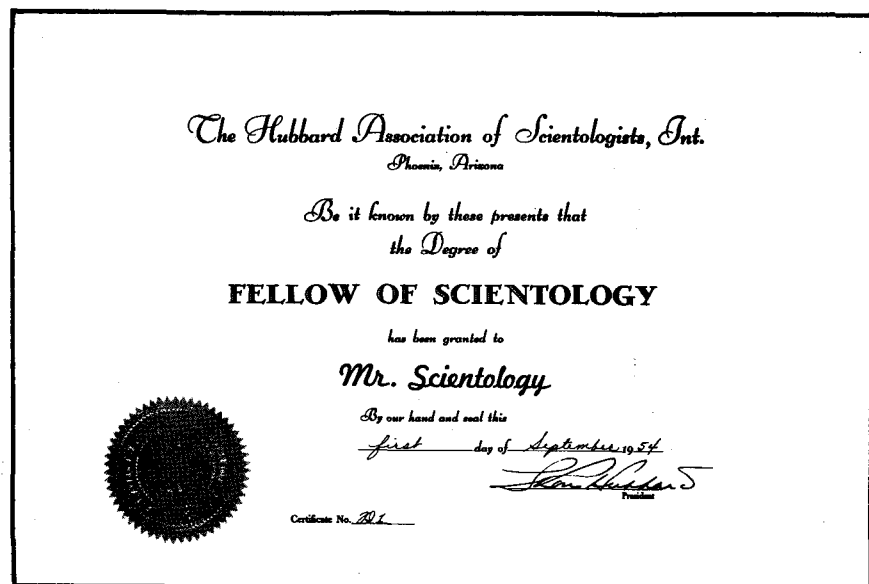 The Hubbard Association of Scientologists, Int.
Phoenix, Arizona
Be it known by these presents that
the Degree of
FELLOW OF SCIENTOLOGY
has been granted to
Mr. Scientology
By our hand and seal this
first day of September 1954
L Ron Hubbard
President
Certificate No.